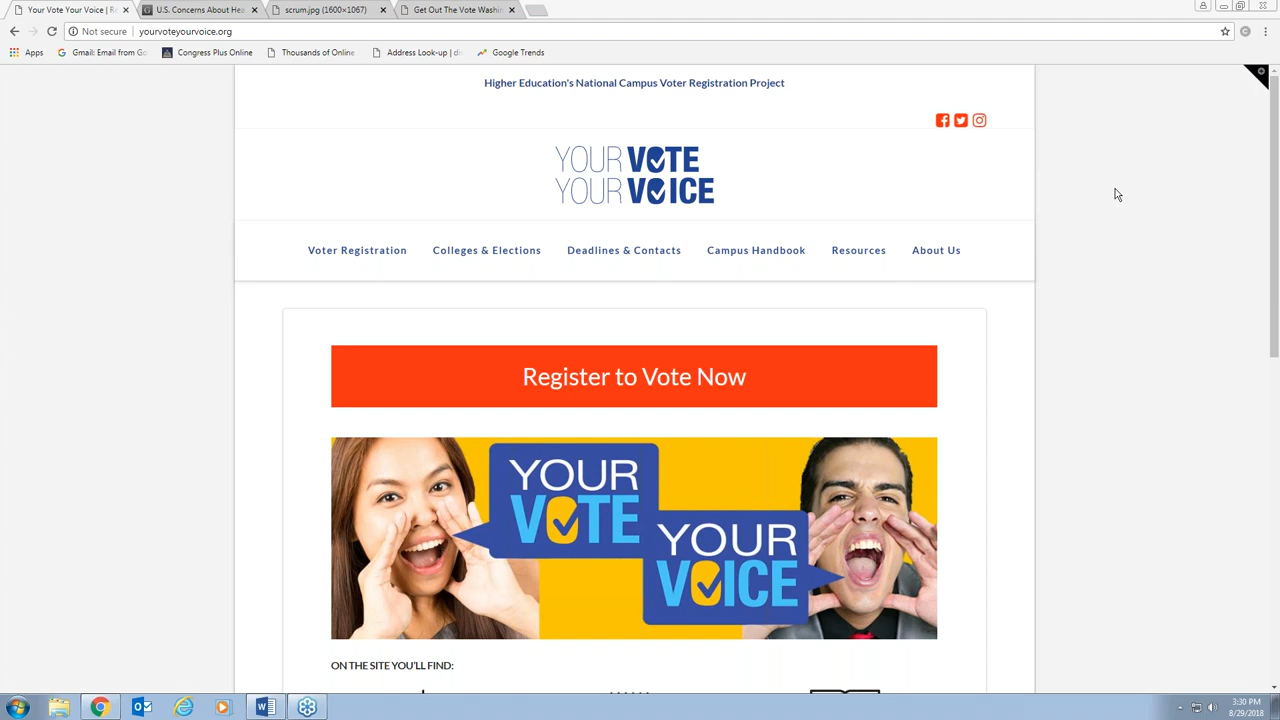 Your Vote Your Voice | R
U.S. Concerns About Hea
scrum.jpg (1600×1067)
Get Out The Vote Washin
Not secure
yourvoteyourvoice.org
Apps
Gmail: Email from Go
Congress Plus Online
Thousands of Online
Address Look-up | d
Google Trends
Higher Education's National Campus Voter Registration Project
YOUR VOTE
YOUR VOICE
Voter Registration
Colleges & Elections
Deadlines & Contacts
Campus Handbook
Resources
About Us
Register to Vote Now
YOUR
VOTE
YOUR
VOICE
ON THE SITE YOU'LL FIND:
3:30 PM
8/29/2018